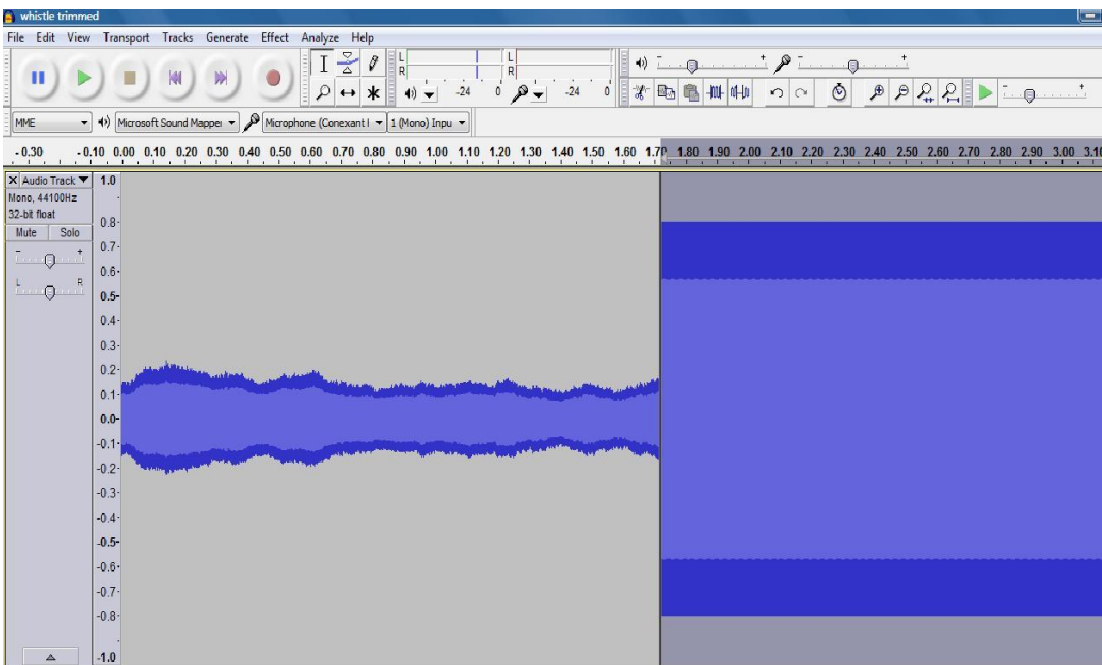 whistle trimmed
File Edit View Transport Tracks Generate Effect Analyze Help
L
R
-24 0
L
R
-24 0
- +
- +
- +
MME
Microsoft Sound Mapper
Microphone (Conexant I
1 (Mono) Inpu
- 0.30 - 0.10 0.00 0.10 0.20 0.30 0.40 0.50 0.60 0.70 0.80 0.90 1.00 1.10 1.20 1.30 1.40 1.50 1.60 1.70 1.80 1.90 2.00 2.10 2.20 2.30 2.40 2.50 2.60 2.70 2.80 2.90 3.00 3.10
X Audio Track
Mono, 44100Hz
32-bit float
Mute Solo
- +
L R
1.0
0.8
0.7
0.6
0.5
0.4
0.3
0.2
0.1
0.0
-0.1
-0.2
-0.3
-0.4
-0.5
-0.6
-0.7
-0.8
-1.0